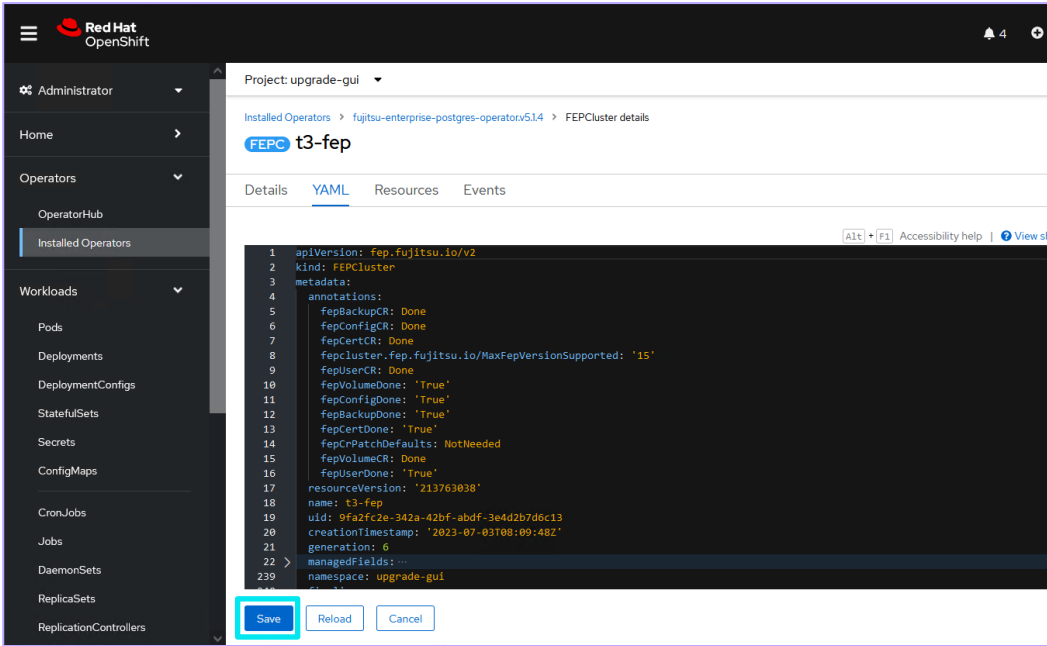 Red Hat
OpenShift
4
Administrator
Home
Operators
OperatorHub
Installed Operators
Workloads
Pods
Deployments
DeploymentConfigs
StatefulSets
Secrets
ConfigMaps
CronJobs
Jobs
DaemonSets
ReplicaSets
ReplicationControllers
Project: upgrade-gui
Installed Operators > fujitsu-enterprise-postgres-operator.v5.1.4 > FEPCluster details
FEPC t3-fep
Details YAML Resources Events
Alt + F1 Accessibility help | View
1 apiVersion: fep.fujitsu.io/v2
2 kind: FEPCluster
3 metadata:
4 annotations:
5 fepBackupCR: Done
6 fepConfigCR: Done
7 fepCertCR: Done
8 fepcluster.fep.fujitsu.io/MaxFepVersionSupported: '15'
9 fepUserCR: Done
10 fepVolumeDone: 'True'
11 fepConfigDone: 'True'
12 fepBackupDone: 'True'
13 fepCertDone: 'True'
14 fepCrPatchDefaults: NotNeeded
15 fepVolumeCR: Done
16 fepUserDone: 'True'
17 resourceVersion: '213763038'
18 name: t3-fep
19 uid: 9fa2fc2e-342a-42bf-abdf-3e4d2b7d6c13
20 creationTimestamp: '2023-07-03T08:09:48Z'
21 generation: 6
22 > managedFields: ···
239 namespace: upgrade-gui
Save Reload Cancel